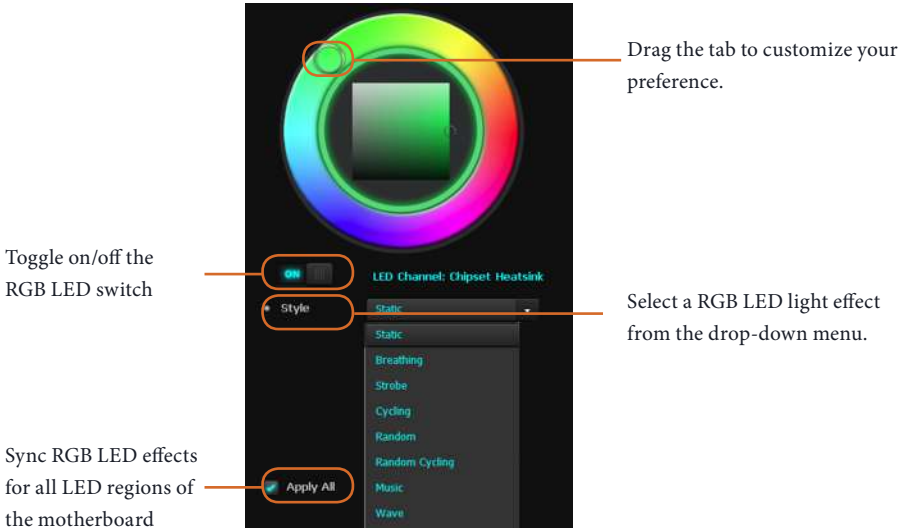 Drag the tab to customize your
preference.
Toggle on/off the
RGB LED switch
ON
LED Channel: Chipset Heatsink
Style
Static
Select a RGB LED light effect
from the drop-down menu.
Static
Breathing
Strobe
Cycling
Random
Random Cycling
Music
Wave
Sync RGB LED effects
for all LED regions of
the motherboard
Apply All